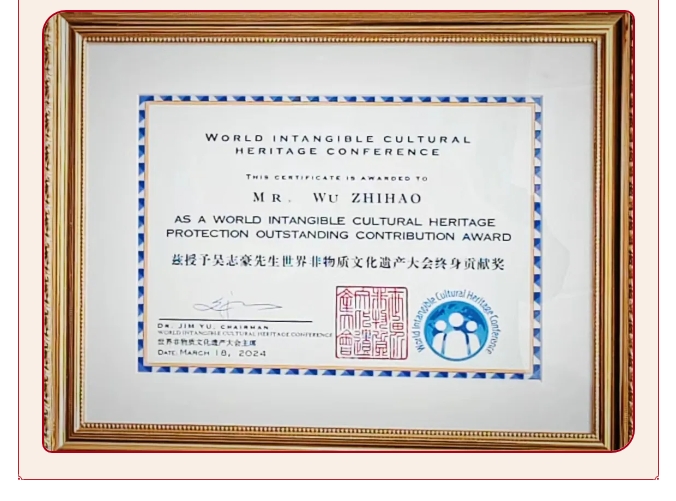 WORLD INTANGIBLE CULTURAL
HERITAGE CONFERENCE
THIS CERTIFICATE IS AWARDED TO
MR. WU ZHIHAO
AS A WORLD INTANGIBLE CULTURAL HERITAGE
PROTECTION OUTSTANDING CONTRIBUTION AWARD
兹授予吴志豪先生世界非物质文化遗产大会终身贡献奖
DR. JIM YU, CHAIRMAN
WORLD INTANGIBLE CULTURAL HERITAGE CONFERENCE
世界非物质文化遗产大会主席
DATE: MARCH 18, 2024
World Intangible Cultural Heritage Conference